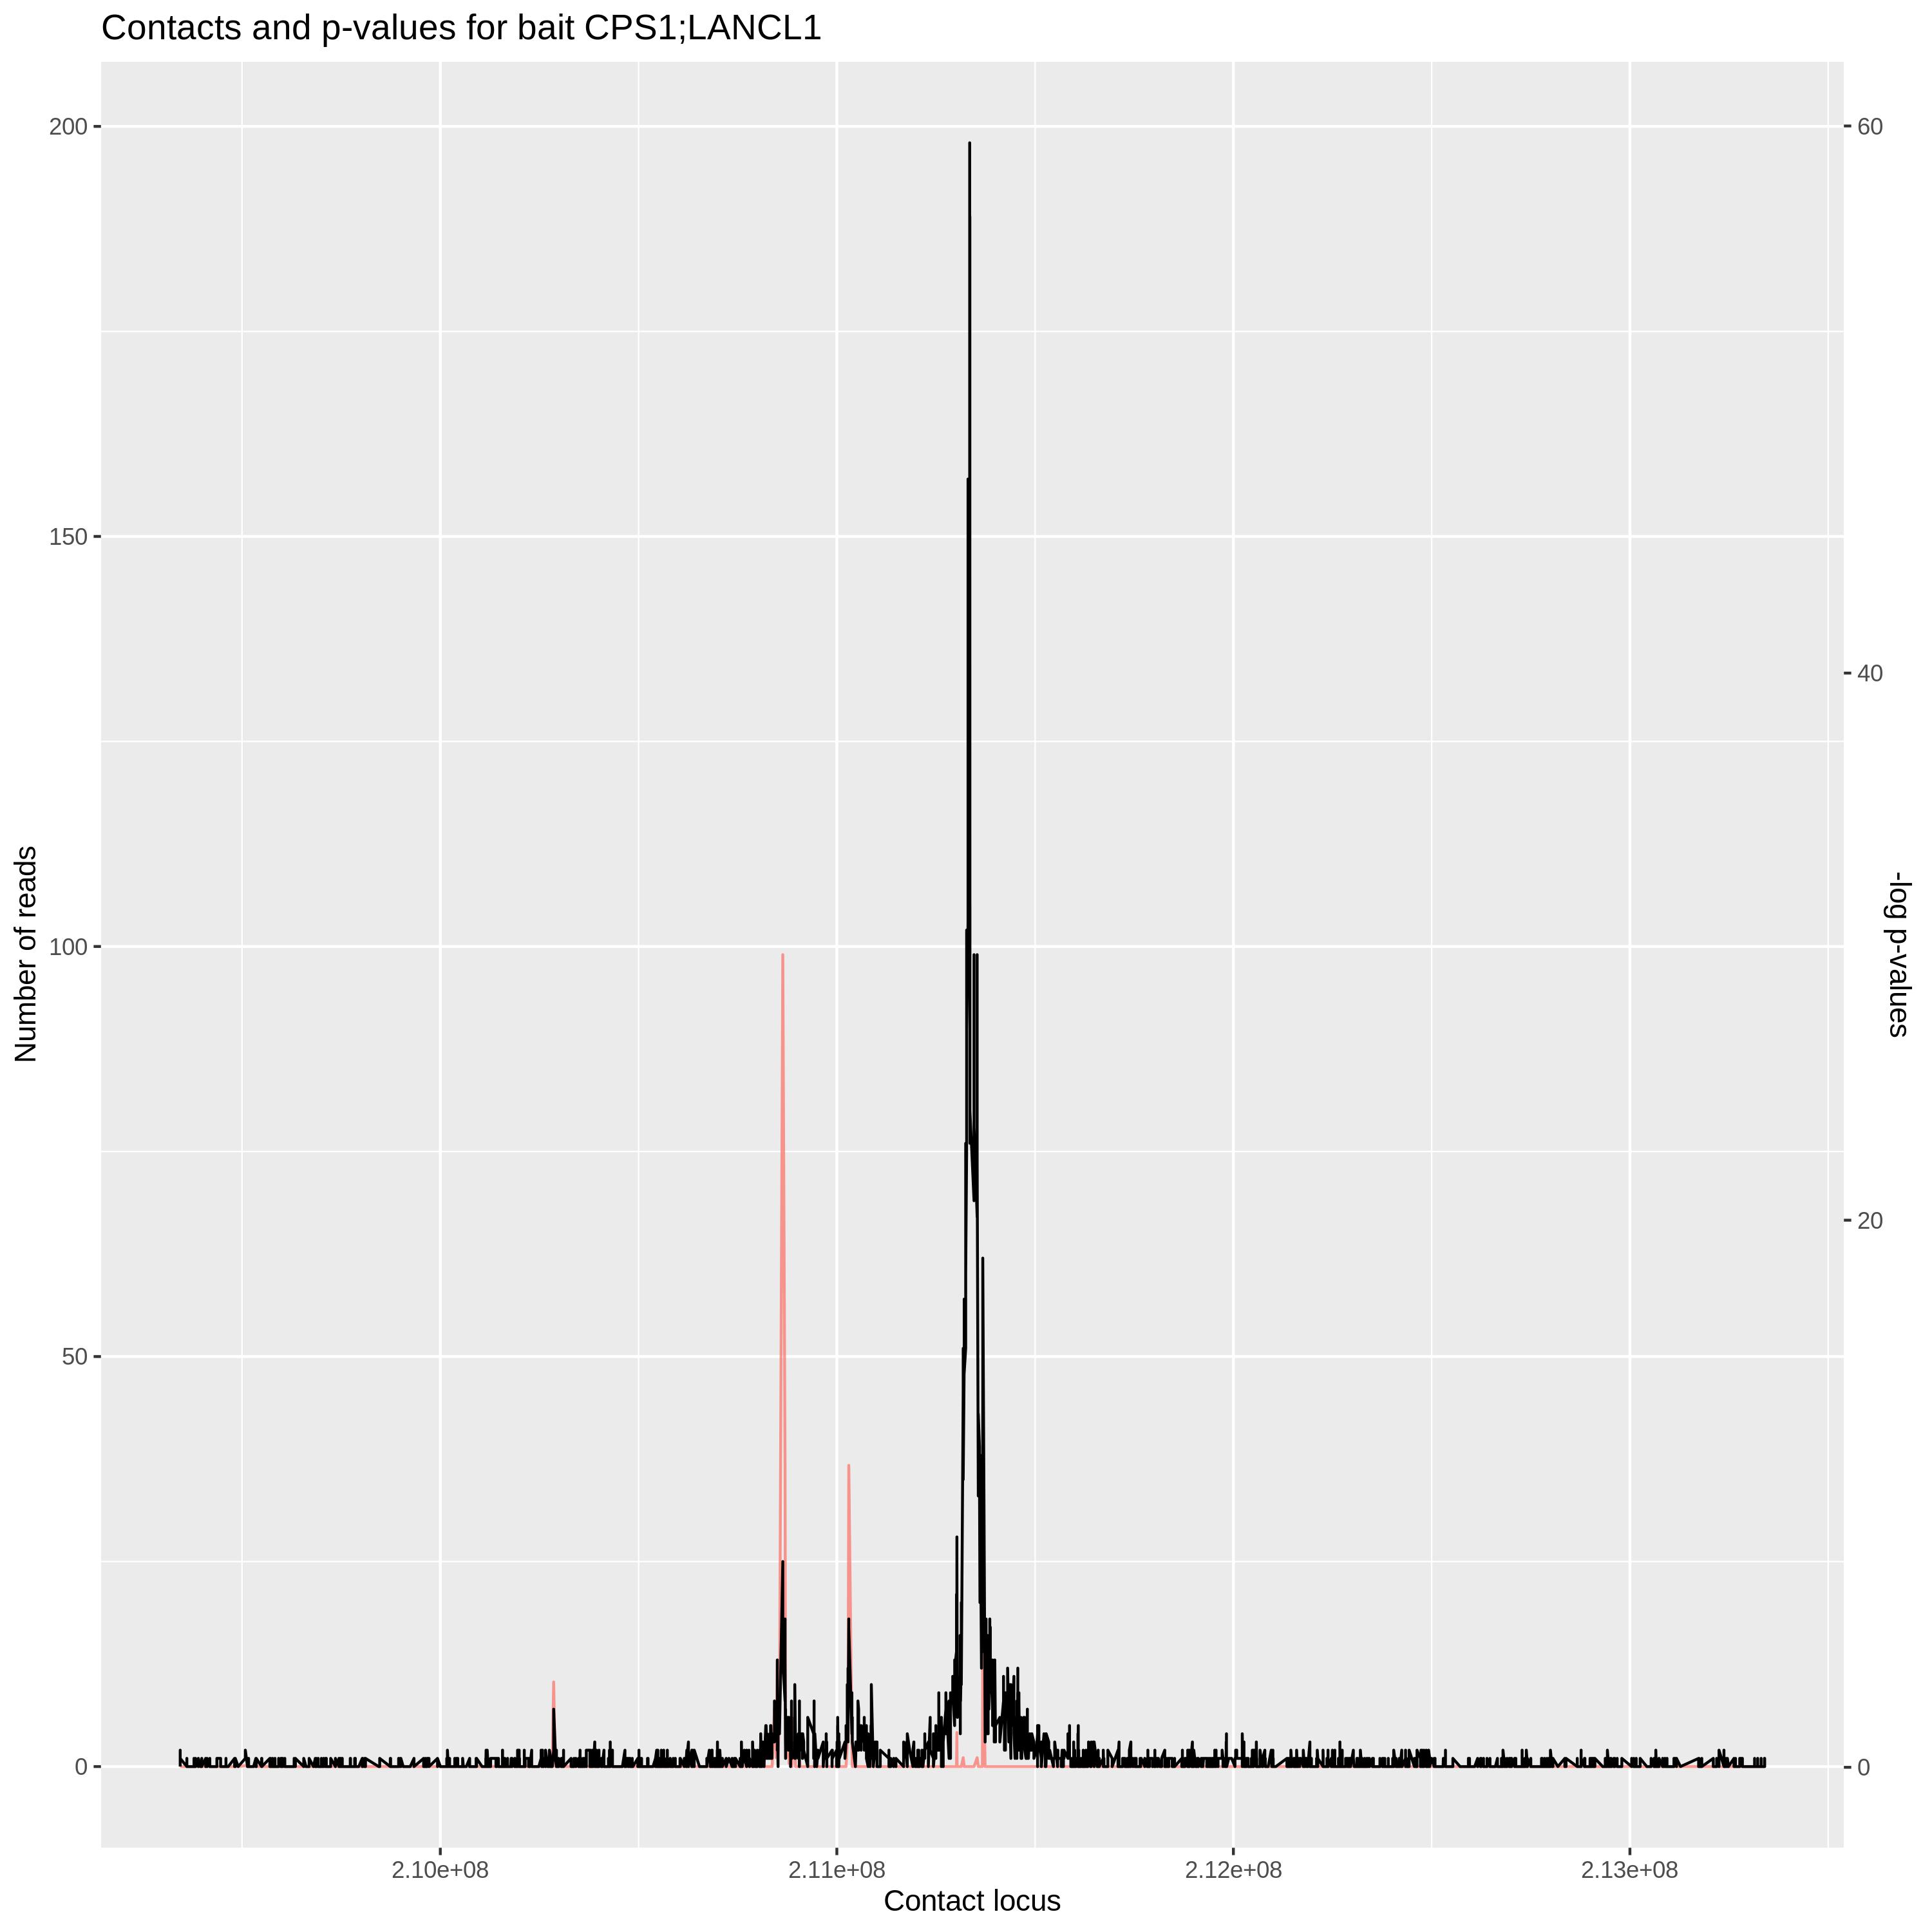 Contacts and p-values for bait CPS1;LANCL1
200
150
100
50
0
Number of reads
60
40
20
0
-log p-values
2.10e+08
2.11e+08
2.12e+08
2.13e+08
Contact locus